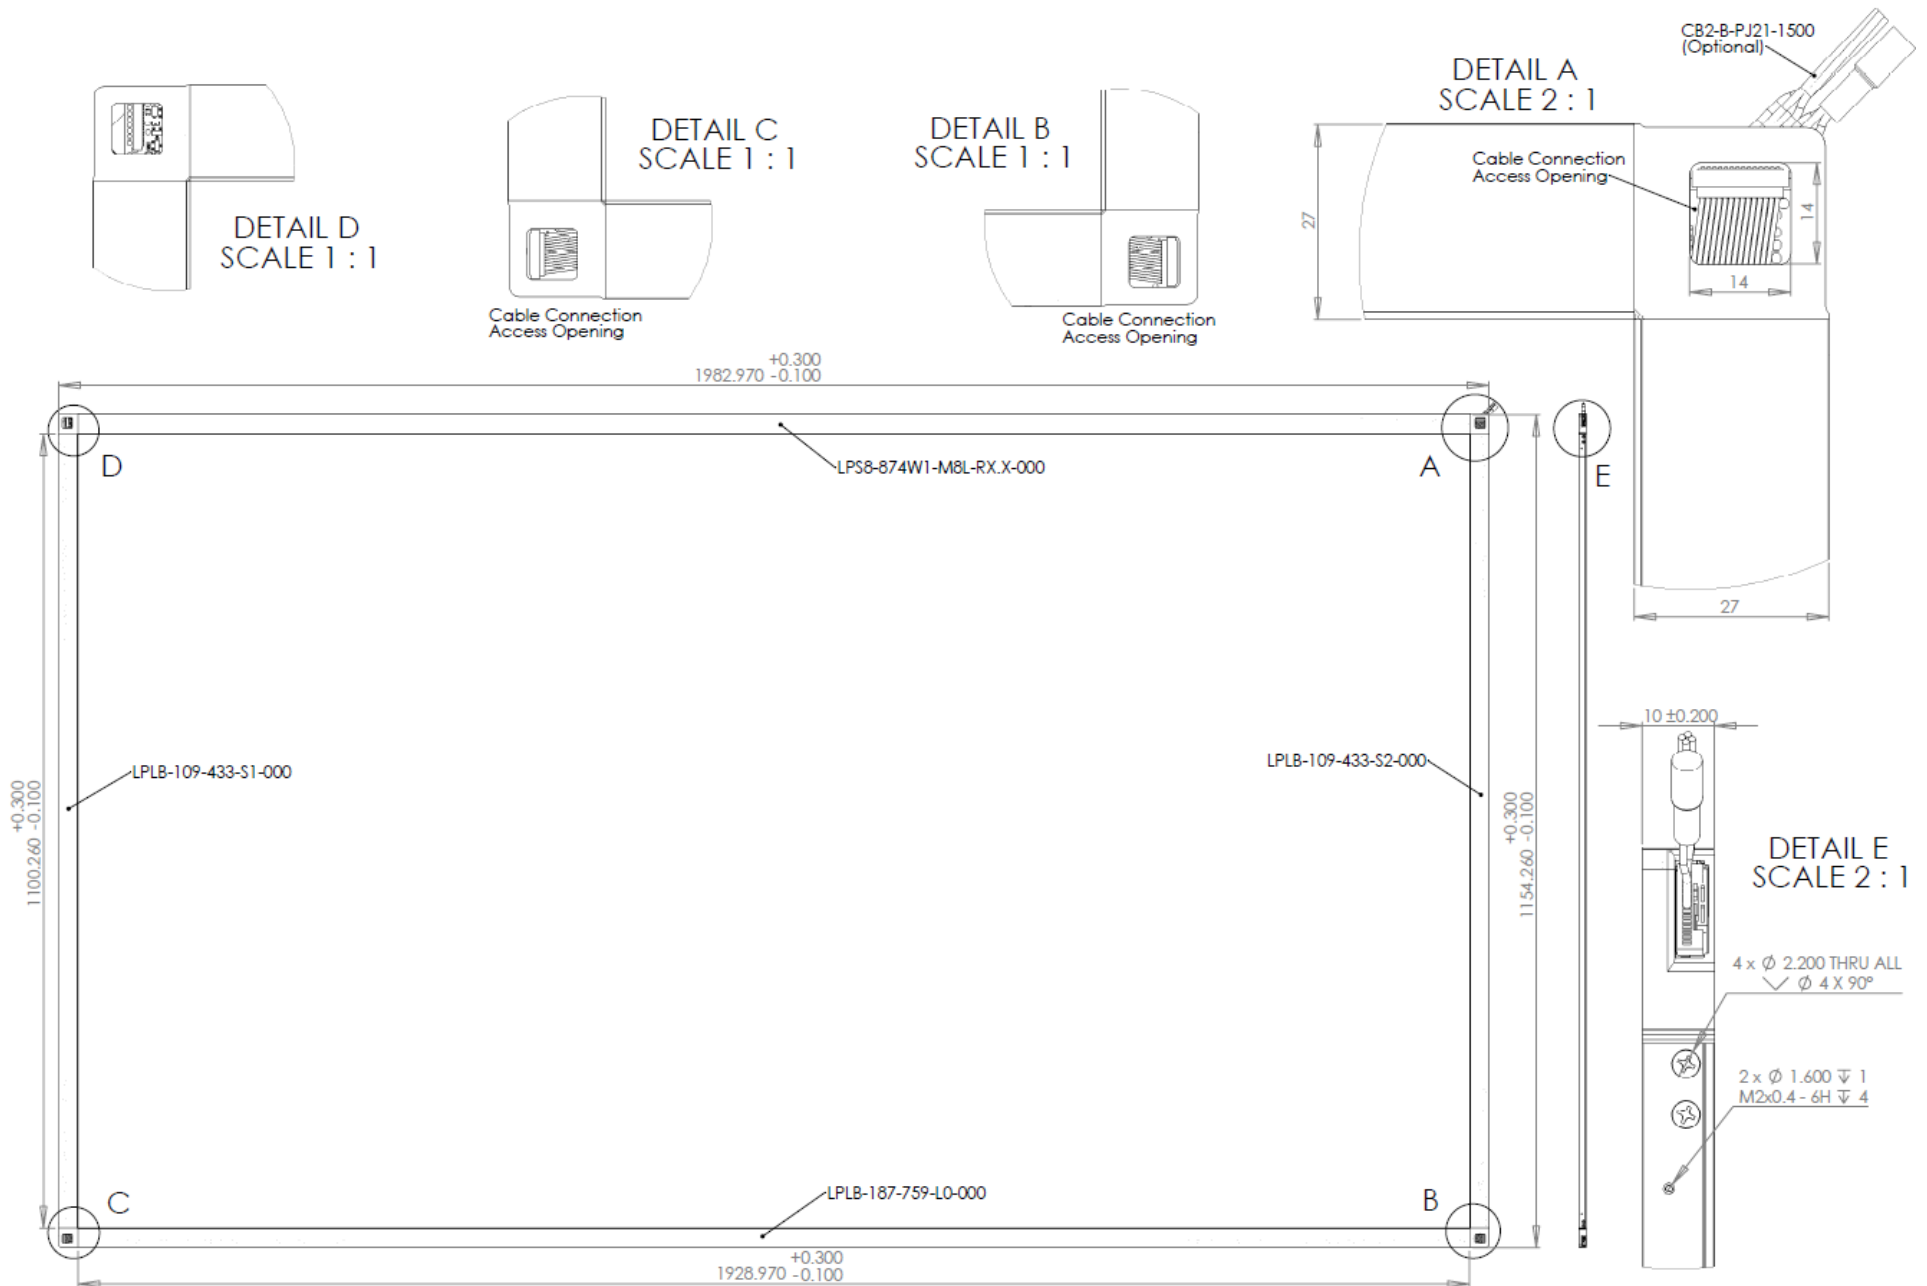 CB2-B-PJ21-1500
(Optional)
DETAIL A
SCALE 2 : 1
DETAIL C
SCALE 1 : 1
DETAIL B
SCALE 1 : 1
Cable Connection
Access Opening
27
14
14
DETAIL D
SCALE 1 : 1
Cable Connection
Access Opening
Cable Connection
Access Opening
+0.300
1982.970 -0.100
D
LPS8-874W1-M8L-RX.X-000
A
E
27
10 ±0.200
LPLB-109-433-S1-000
LPLB-109-433-S2-000
+0.300
1100.260 -0.100
+0.300
1154.260 -0.100
DETAIL E
SCALE 2 : 1
4 x Ø 2.200 THRU ALL
⌵ Ø 4 X 90°
2 x Ø 1.600 ↧ 1
M2x0.4 - 6H ↧ 4
C
LPLB-187-759-L0-000
B
+0.300
1928.970 -0.100